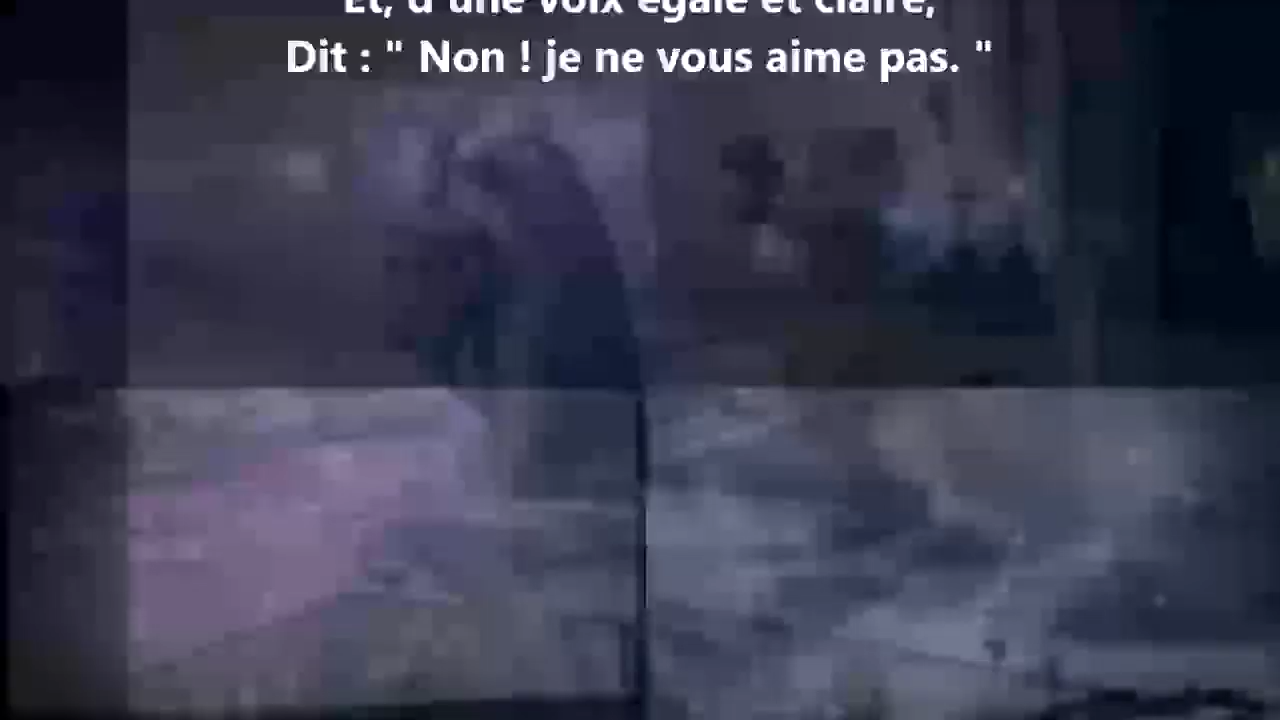 Et, d'une voix égale et claire,
Dit : " Non ! je ne vous aime pas. "